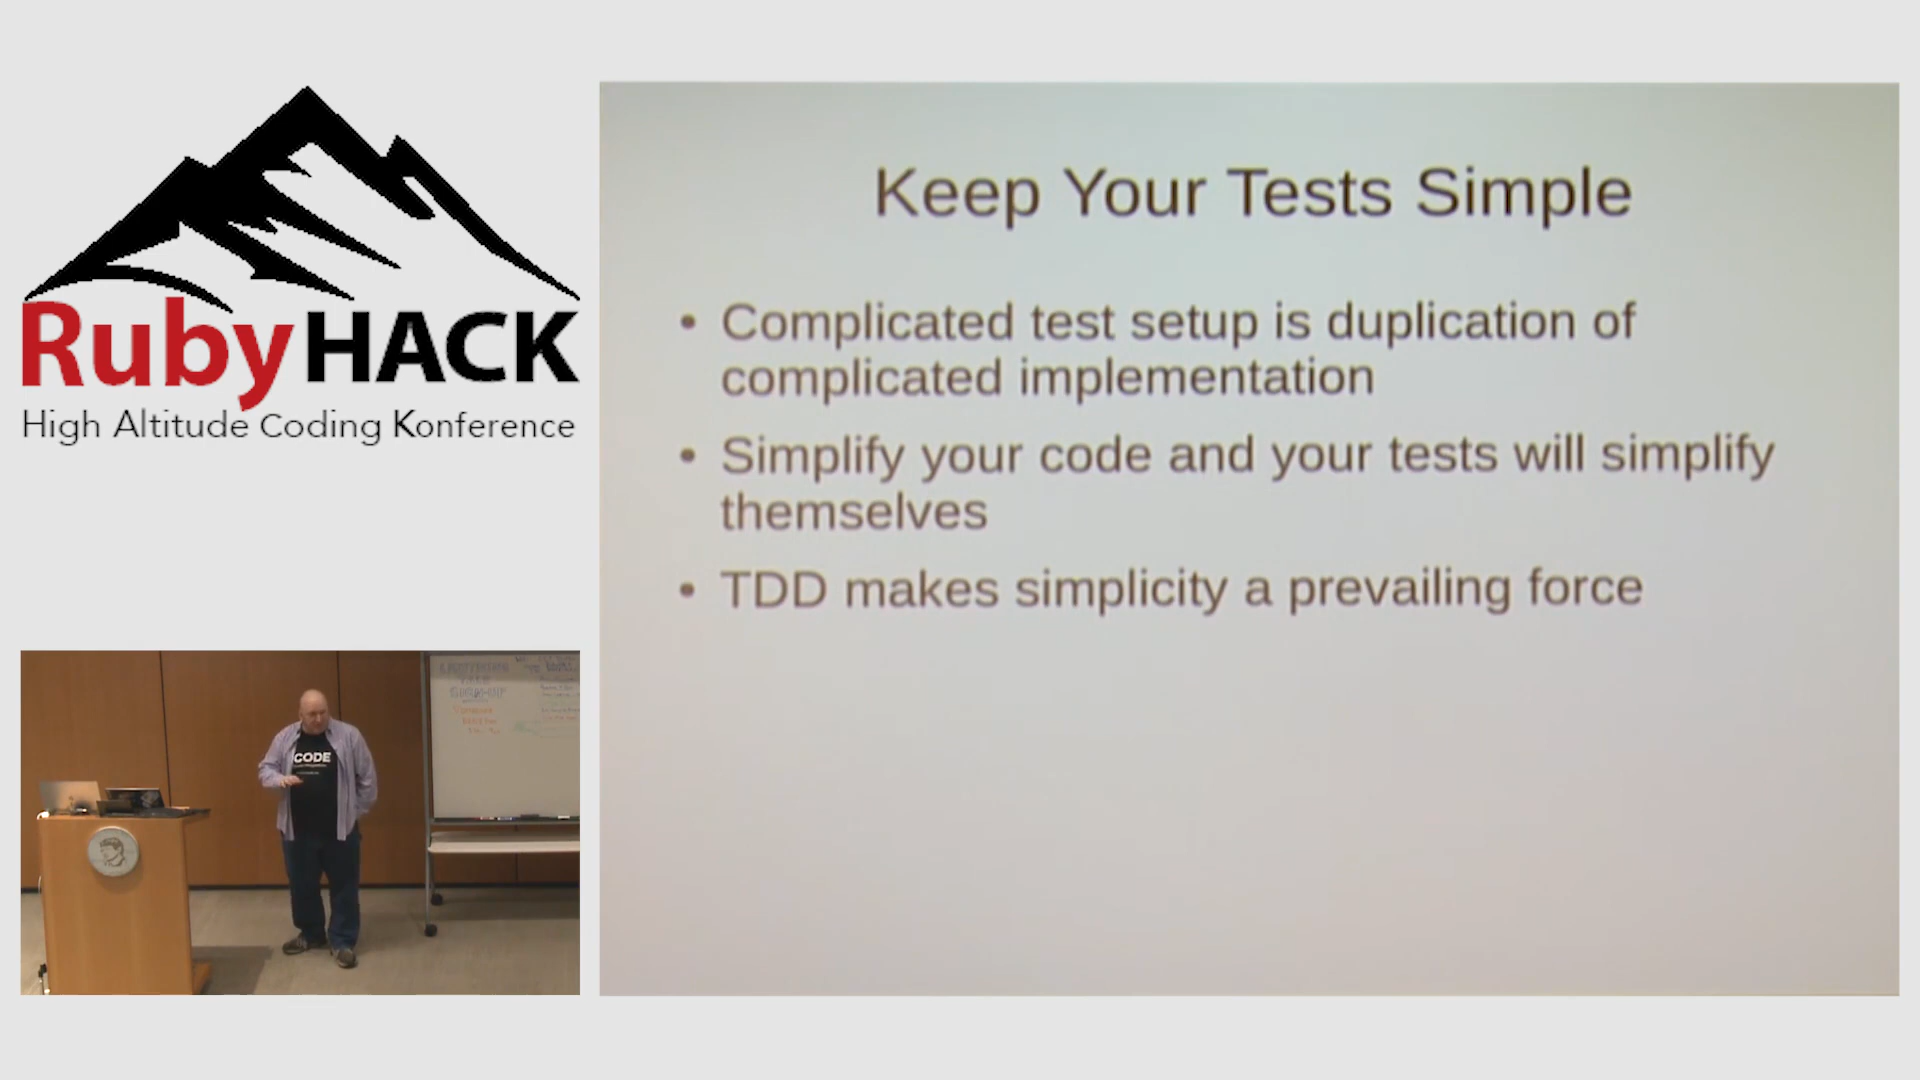 RubyHACK
High Altitude Coding Konference
Keep Your Tests Simple
• Complicated test setup is duplication of
complicated implementation
• Simplify your code and your tests will simplify
themselves
• TDD makes simplicity a prevailing force
CODE